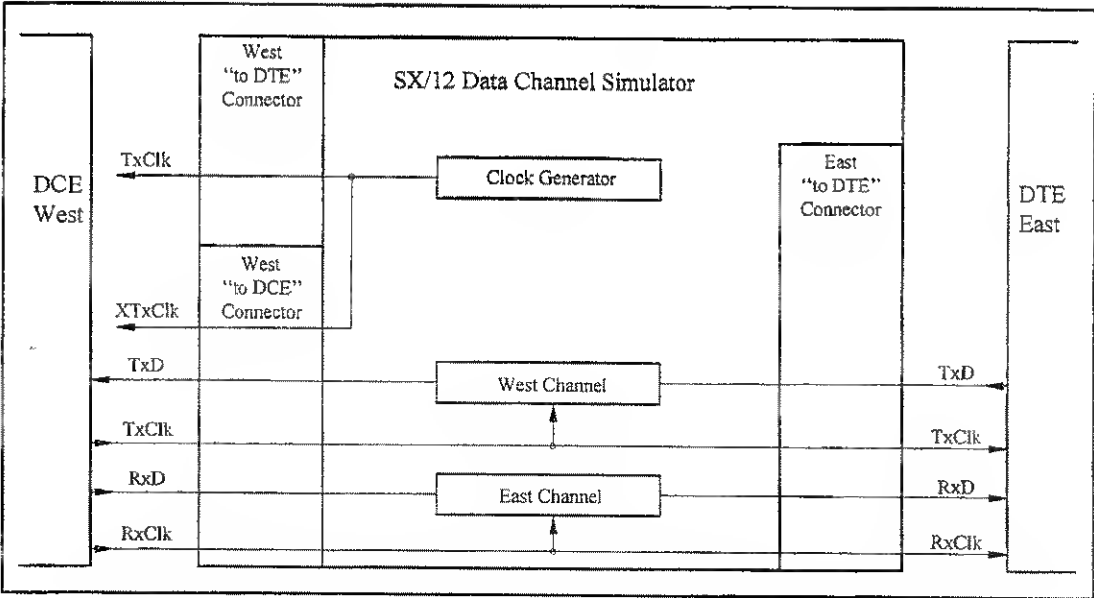 West
“to DTE”
Connector
SX/12 Data Channel Simulator
TxClk
Clock Generator
East
“to DTE”
Connector
DCE
West
DTE
East
West
“to DCE”
Connector
XTxClk
TxD
West Channel
TxD
TxClk
TxClk
RxD
East Channel
RxD
RxClk
RxClk